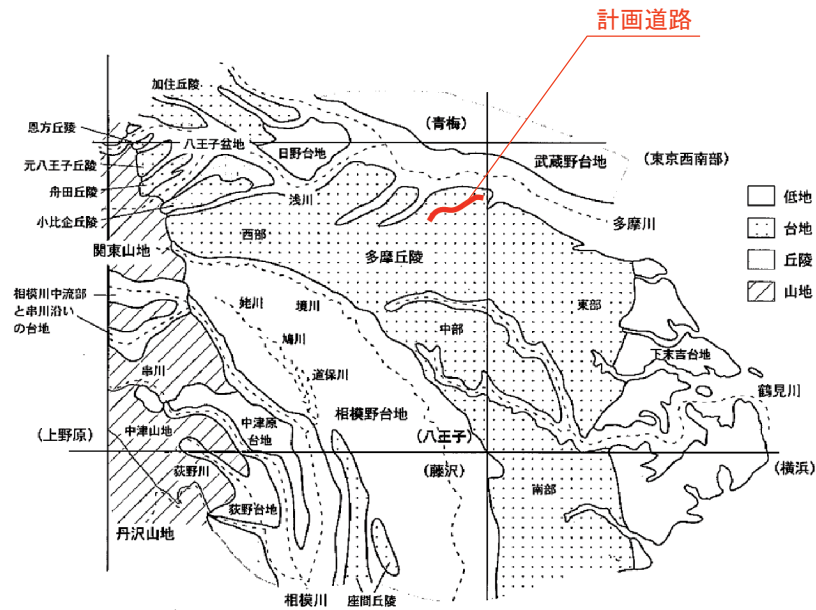 計画道路
加住丘陵
(青梅)
恩方丘陵
八王子盆地
日野台地
武蔵野台地
(東京西南部)
元八王子丘陵
舟田丘陵
浅川
低地
小比企丘陵
多摩川
台地
西部
関東山地
多摩丘陵
丘陵
相模川中流部
と串川沿い
の台地
姥川
境川
東部
山地
鳩川
中部
下末吉台地
串川
道保川
鶴見川
相模野台地
中津山地
中津原
台地
(上野原)
(八王子)
(藤沢)
(横浜)
荻野川
南部
荻野台地
丹沢山地
相模川
座間丘陵